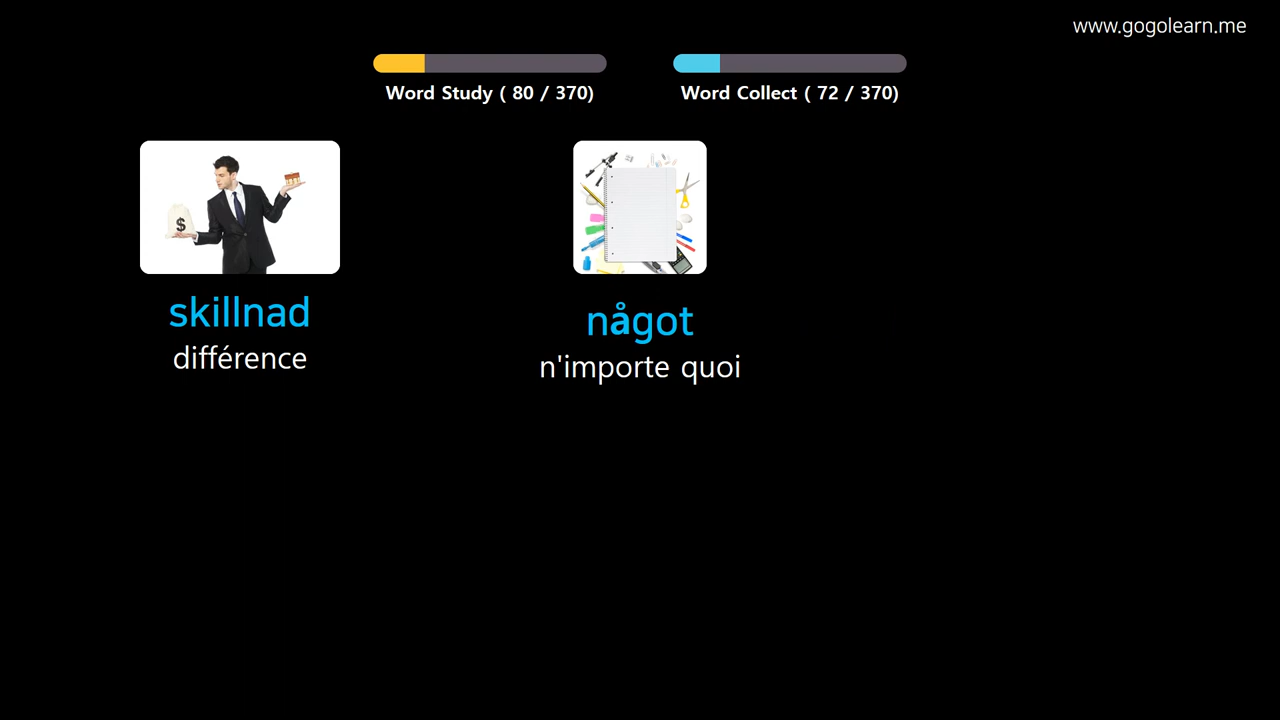 www.gogolearn.me
Word Study ( 80 / 370)
Word Collect ( 72 / 370)
$
skillnad
différence
något
n'importe quoi